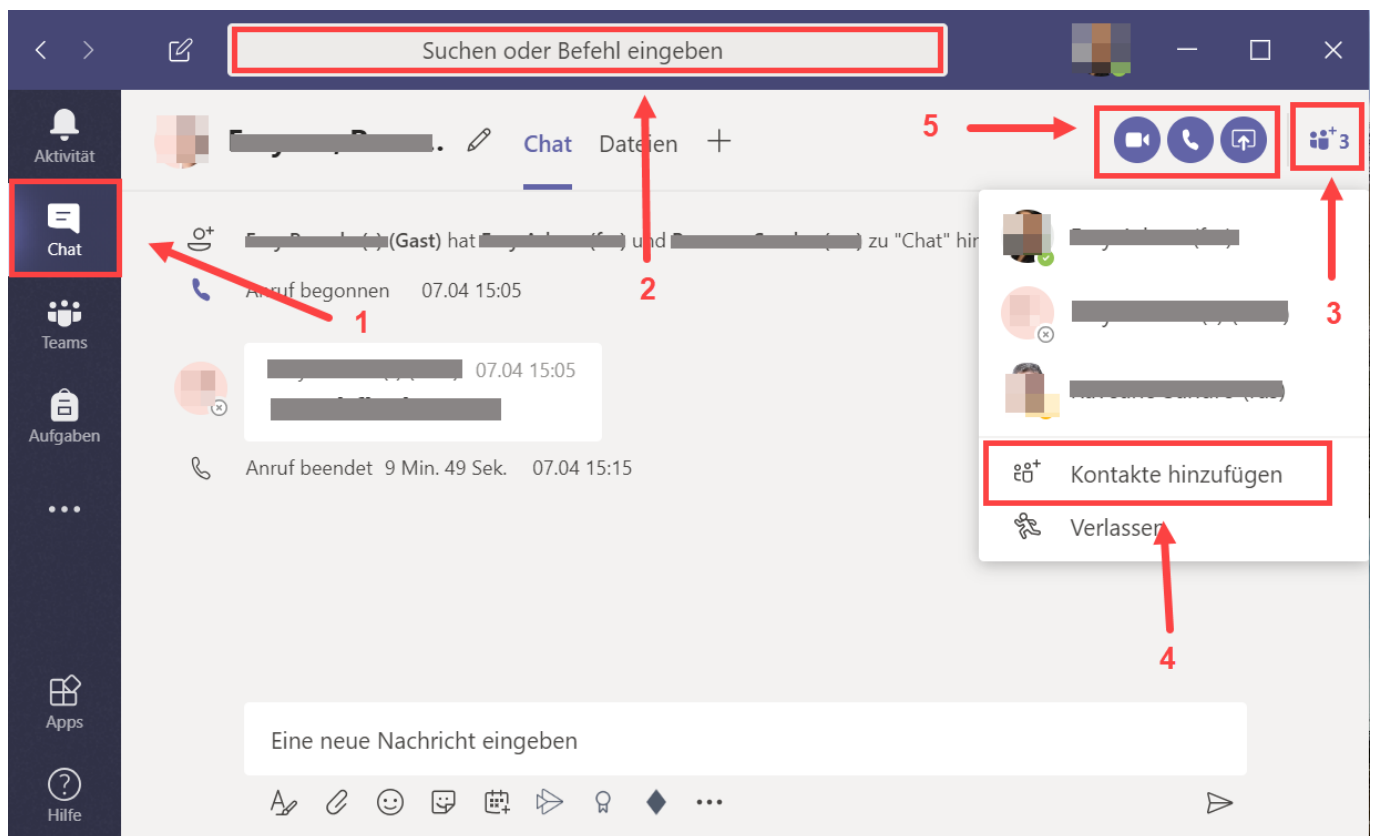 Suchen oder Befehl eingeben
Aktivität
Chat
Teams
Aufgaben
Apps
Hilfe
Chat Dateien
5
3
(Gast) hat und zu "Chat" hin
Anruf begonnen 07.04 15:05
2
3
1
07.04 15:05
Anruf beendet 9 Min. 49 Sek. 07.04 15:15
Kontakte hinzufügen
Verlassen
4
Eine neue Nachricht eingeben